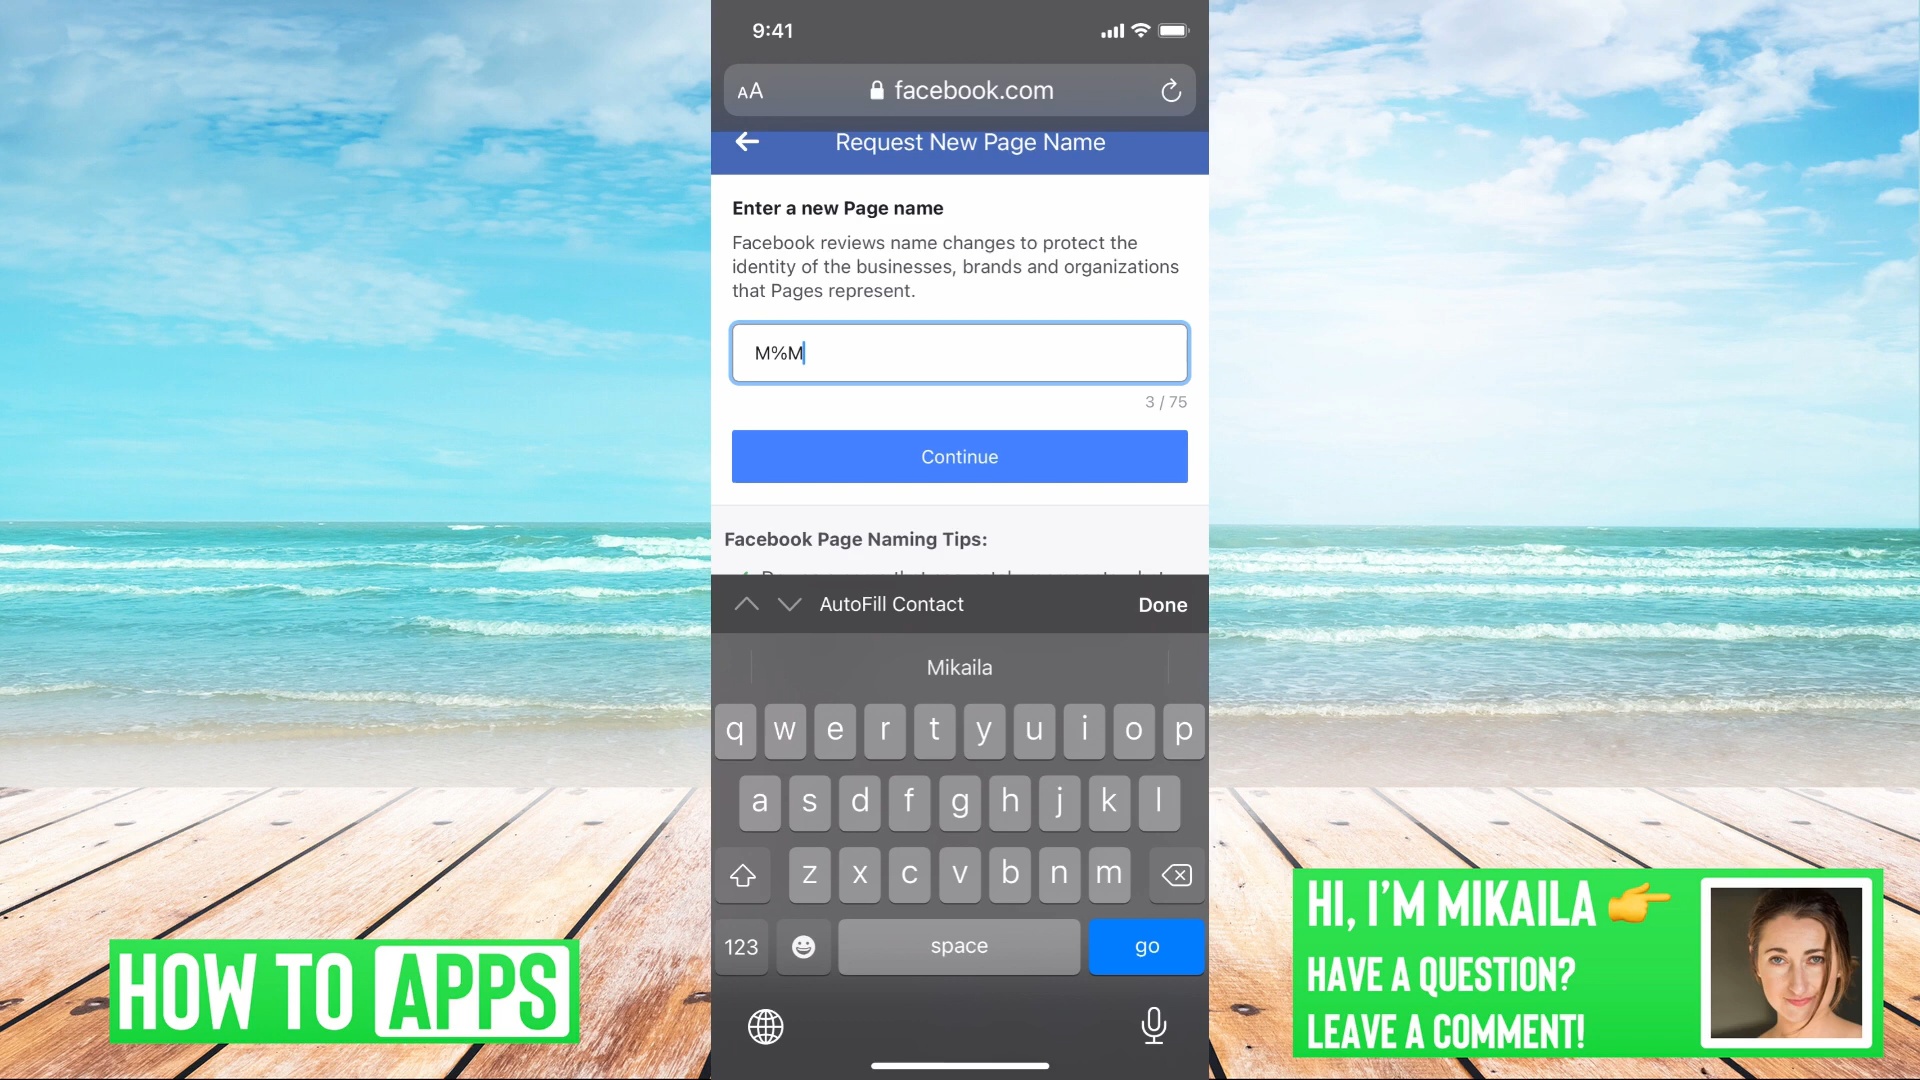 9:41
AA
facebook.com
Request New Page Name
Enter a new Page name
Facebook reviews name changes to protect the
identity of the businesses, brands and organizations
that Pages represent.
M%M
3 / 75
Continue
Facebook Page Naming Tips:
AutoFill Contact
Done
Mikaila
q w e r t y u i o p
a s d f g h j k l
z x c v b n m
123
space
go
HOW TO APPS
HI, I'M MIKAILA
HAVE A QUESTION?
LEAVE A COMMENT!